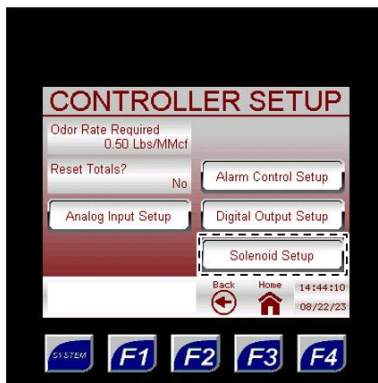 CONTROLLER SETUP
Odor Rate Required
0.50 Lbs/MMcf
Reset Totals?
No
Alarm Control Setup
Analog Input Setup
Digital Output Setup
Solenoid Setup
Back
Home
14:44:10
08/22/23
SYSTEM
F1
F2
F3
F4